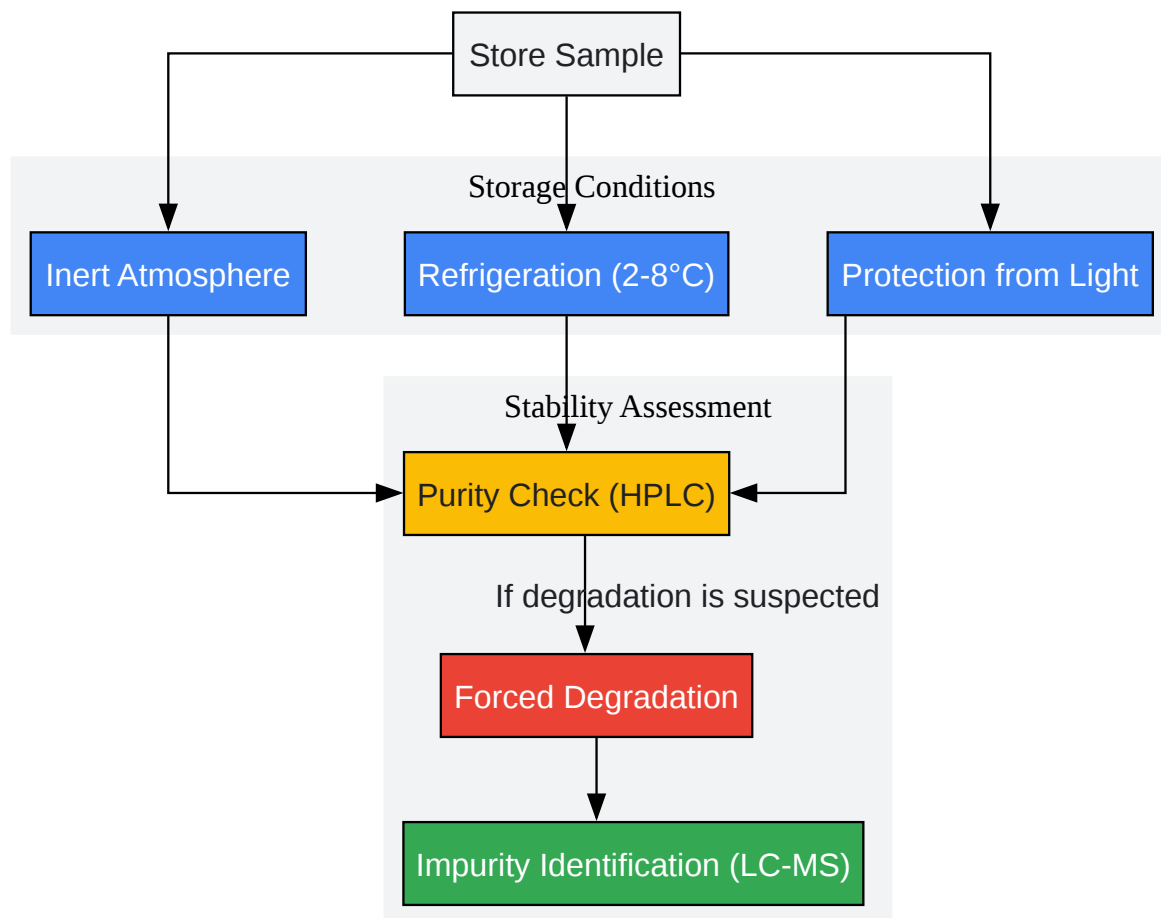 Store Sample
Storage Conditions
Inert Atmosphere
Refrigeration (2-8°C)
Protection from Light
Stability Assessment
Purity Check (HPLC)
If degradation is suspected
Forced Degradation
Impurity Identification (LC-MS)